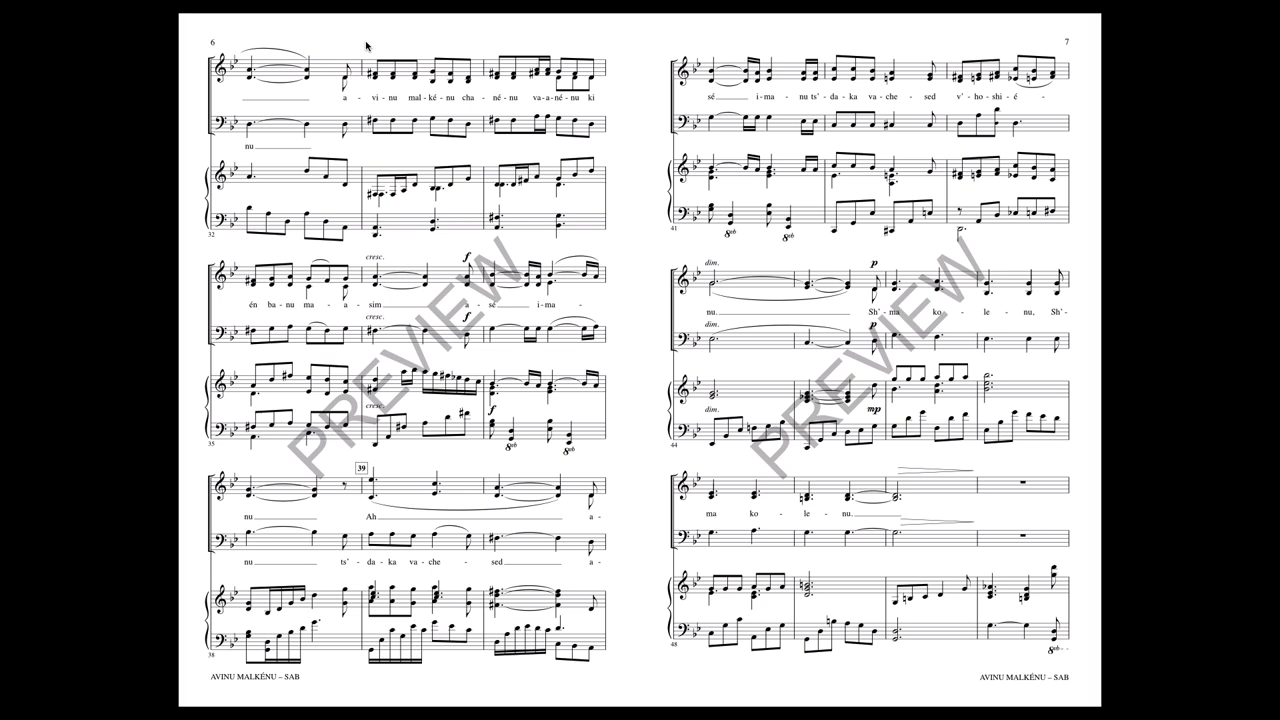 6
a - vi - nu mal - ké - nu cha - né - nu va - a - né - nu ki
nu
32
cresc.
f
én ba - nu ma - a - sim a - sé i - ma -
cresc.
f
cresc.
f
8vb
8vb
35
39
nu Ah a -
nu ts' - da - ka va - che - sed a -
38
AVINU MALKÉNU – SAB
PREVIEW
7
sé i - ma - nu ts' - da - ka va - che - sed v' - ho - shi - é -
8vb
8vb
41
dim.
p
nu. Sh' - ma ko - le - nu, Sh' -
dim.
p
dim.
mp
44
ma ko - le - nu.
48
8vb
AVINU MALKÉNU – SAB
PREVIEW